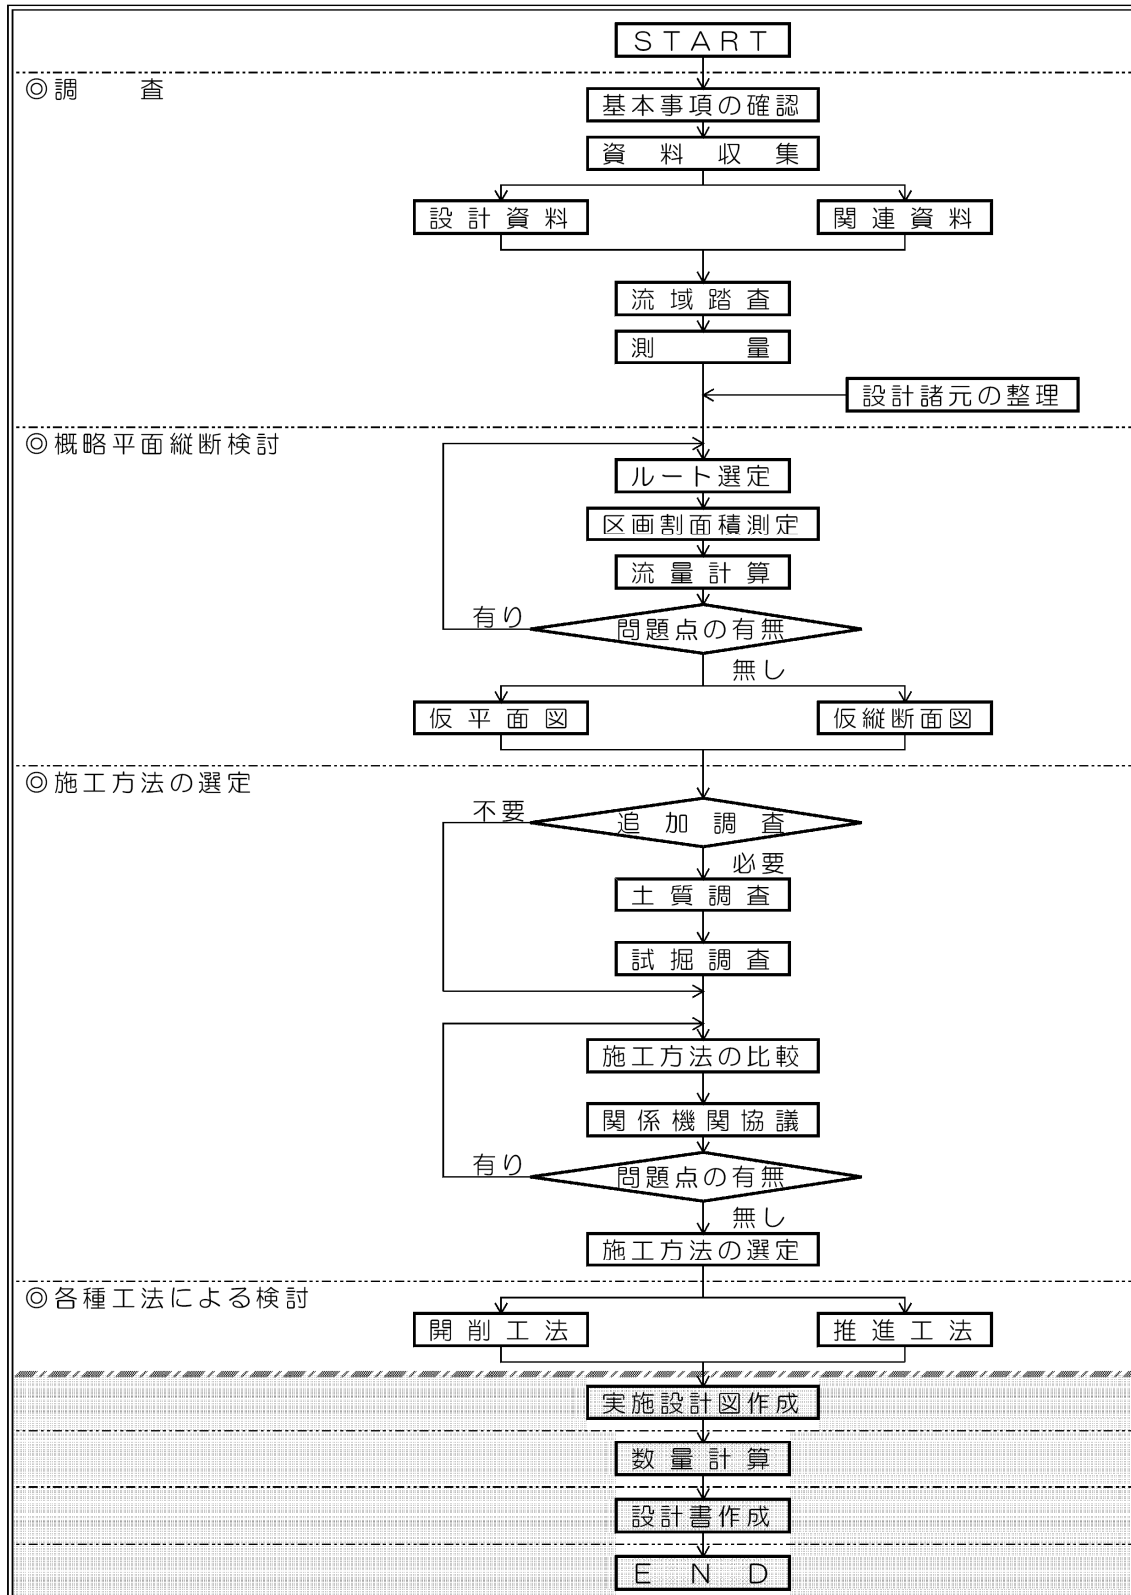 START
◎調査
基本事項の確認
資料収集
設計資料
関連資料
流域踏査
測量
設計諸元の整理
◎概略平面縦断検討
ルート選定
区画割面積測定
流量計算
有り
問題点の有無
無し
仮平面図
仮縦断面図
◎施工方法の選定
不要
追加調査
必要
土質調査
試掘調査
施工方法の比較
関係機関協議
有り
問題点の有無
無し
施工方法の選定
◎各種工法による検討
開削工法
推進工法
実施設計図作成
数量計算
設計書作成
END